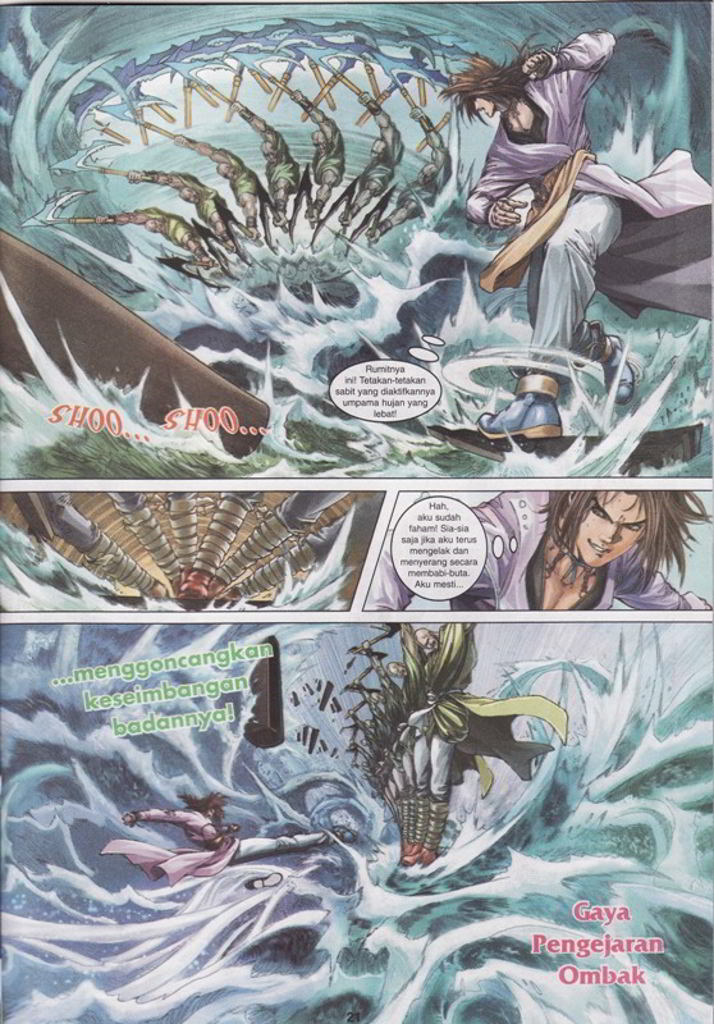 Rumitnya
ini! Tetakan-tetakan
sabit yang diaktifkannya
umpama hujan yang
lebat!
SHOO... SHOO...
Hah,
aku sudah
faham! Sia-sia
saja jika aku terus
mengelak dan
menyerang secara
membabi-buta.
Aku mesti...
...menggoncangkan
keseimbangan
badannya!
Gaya
Pengejaran
Ombak
21